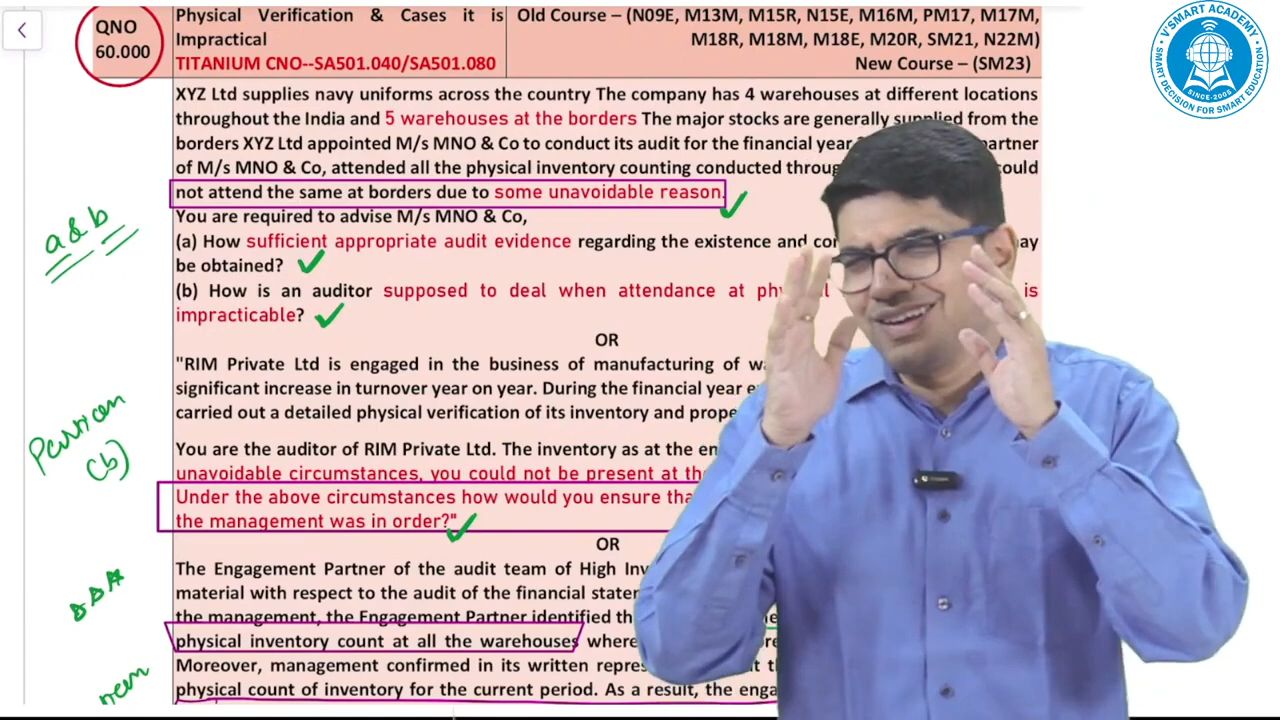 QNO
60.000
Physical Verification & Cases it is
Impractical
TITANIUM CNO--SA501.040/SA501.080
Old Course – (N09E, M13M, M15R, N15E, M16M, PM17, M17M,
M18R, M18M, M18E, M20R, SM21, N22M)
New Course – (SM23)
V'SMART ACADEMY
SINCE-2005
SMART DECISION FOR SMART EDUCATION
XYZ Ltd supplies navy uniforms across the country The company has 4 warehouses at different locations
throughout the India and 5 warehouses at the borders The major stocks are generally supplied from the
borders XYZ Ltd appointed M/s MNO & Co to conduct its audit for the financial year
of M/s MNO & Co, attended all the physical inventory counting conducted could
not attend the same at borders due to some unavoidable reason.
You are required to advise M/s MNO & Co,
a & b
(a) How sufficient appropriate audit evidence regarding the existence and
be obtained?
(b) How is an auditor supposed to deal when attendance at is
impracticable?
OR
"RIM Private Ltd is engaged in the business of manufacturing of
significant increase in turnover year on year. During the financial year
carried out a detailed physical verification of its inventory and
(b)
You are the auditor of RIM Private Ltd. The inventory as at the
unavoidable circumstances, you could not be present at
Under the above circumstances how would you ensure
the management was in order?"
OR
The Engagement Partner of the audit team of High
material with respect to the audit of the financial
the management, the Engagement Partner identified
physical inventory count at all the warehouses
Moreover, management confirmed in its written
physical count of inventory for the current period. As a result, the